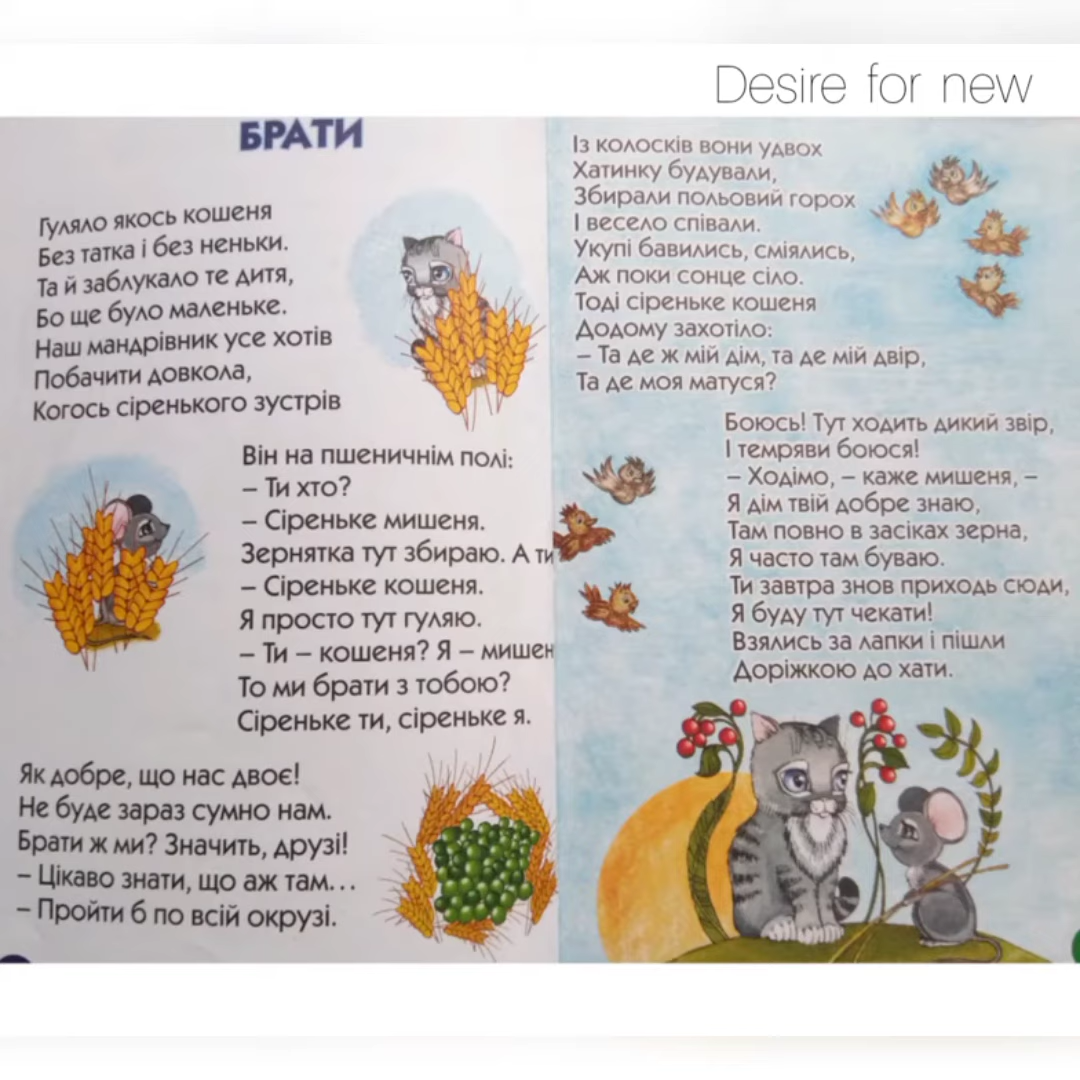 Desire for new
БРАТИ
Гуляло якось кошеня
Без татка і без неньки.
Та й заблукало те дитя,
Бо ще було маленьке.
Наш мандрівник усе хотів
Побачити довкола,
Когось сіренького зустрів
Він на пшеничнім полі:
– Ти хто?
– Сіреньке мишеня.
Зернятка тут збираю. А ти
– Сіреньке кошеня.
Я просто тут гуляю.
– Ти – кошеня? Я – мишен
То ми брати з тобою?
Сіреньке ти, сіреньке я.
Як добре, що нас двоє!
Не буде зараз сумно нам.
Брати ж ми? Значить, друзі!
– Цікаво знати, що аж там...
– Пройти б по всій окрузі.
Із колосків вони удвох
Хатинку будували,
Збирали польовий горох
І весело співали.
Укупі бавились, сміялись,
Аж поки сонце сіло.
Тоді сіреньке кошеня
Додому захотіло:
– Та де ж мій дім, та де мій двір,
Та де моя матуся?
Боюсь! Тут ходить дикий звір,
І темряви боюся!
– Ходімо, – каже мишеня, –
Я дім твій добре знаю,
Там повно в засіках зерна,
Я часто там буваю.
Ти завтра знов приходь сюди,
Я буду тут чекати!
Взялись за лапки і пішли
Доріжкою до хати.